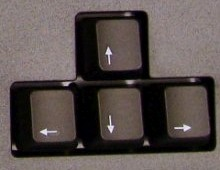 ↑
← ↓ →